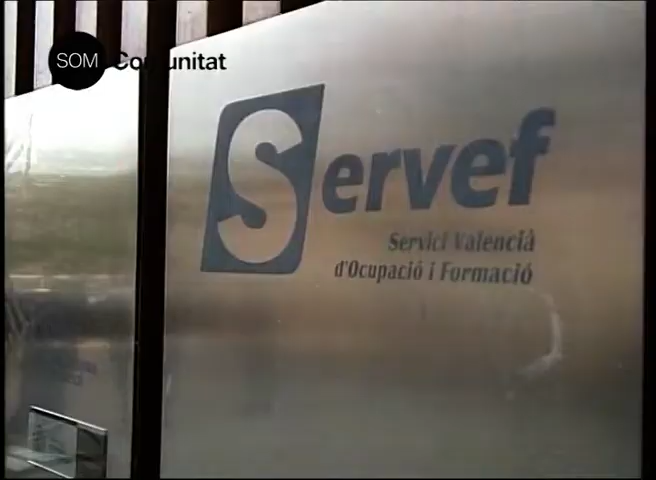 SOM Comunitat
Servef
Servici Valencià
d'Ocupació i Formació